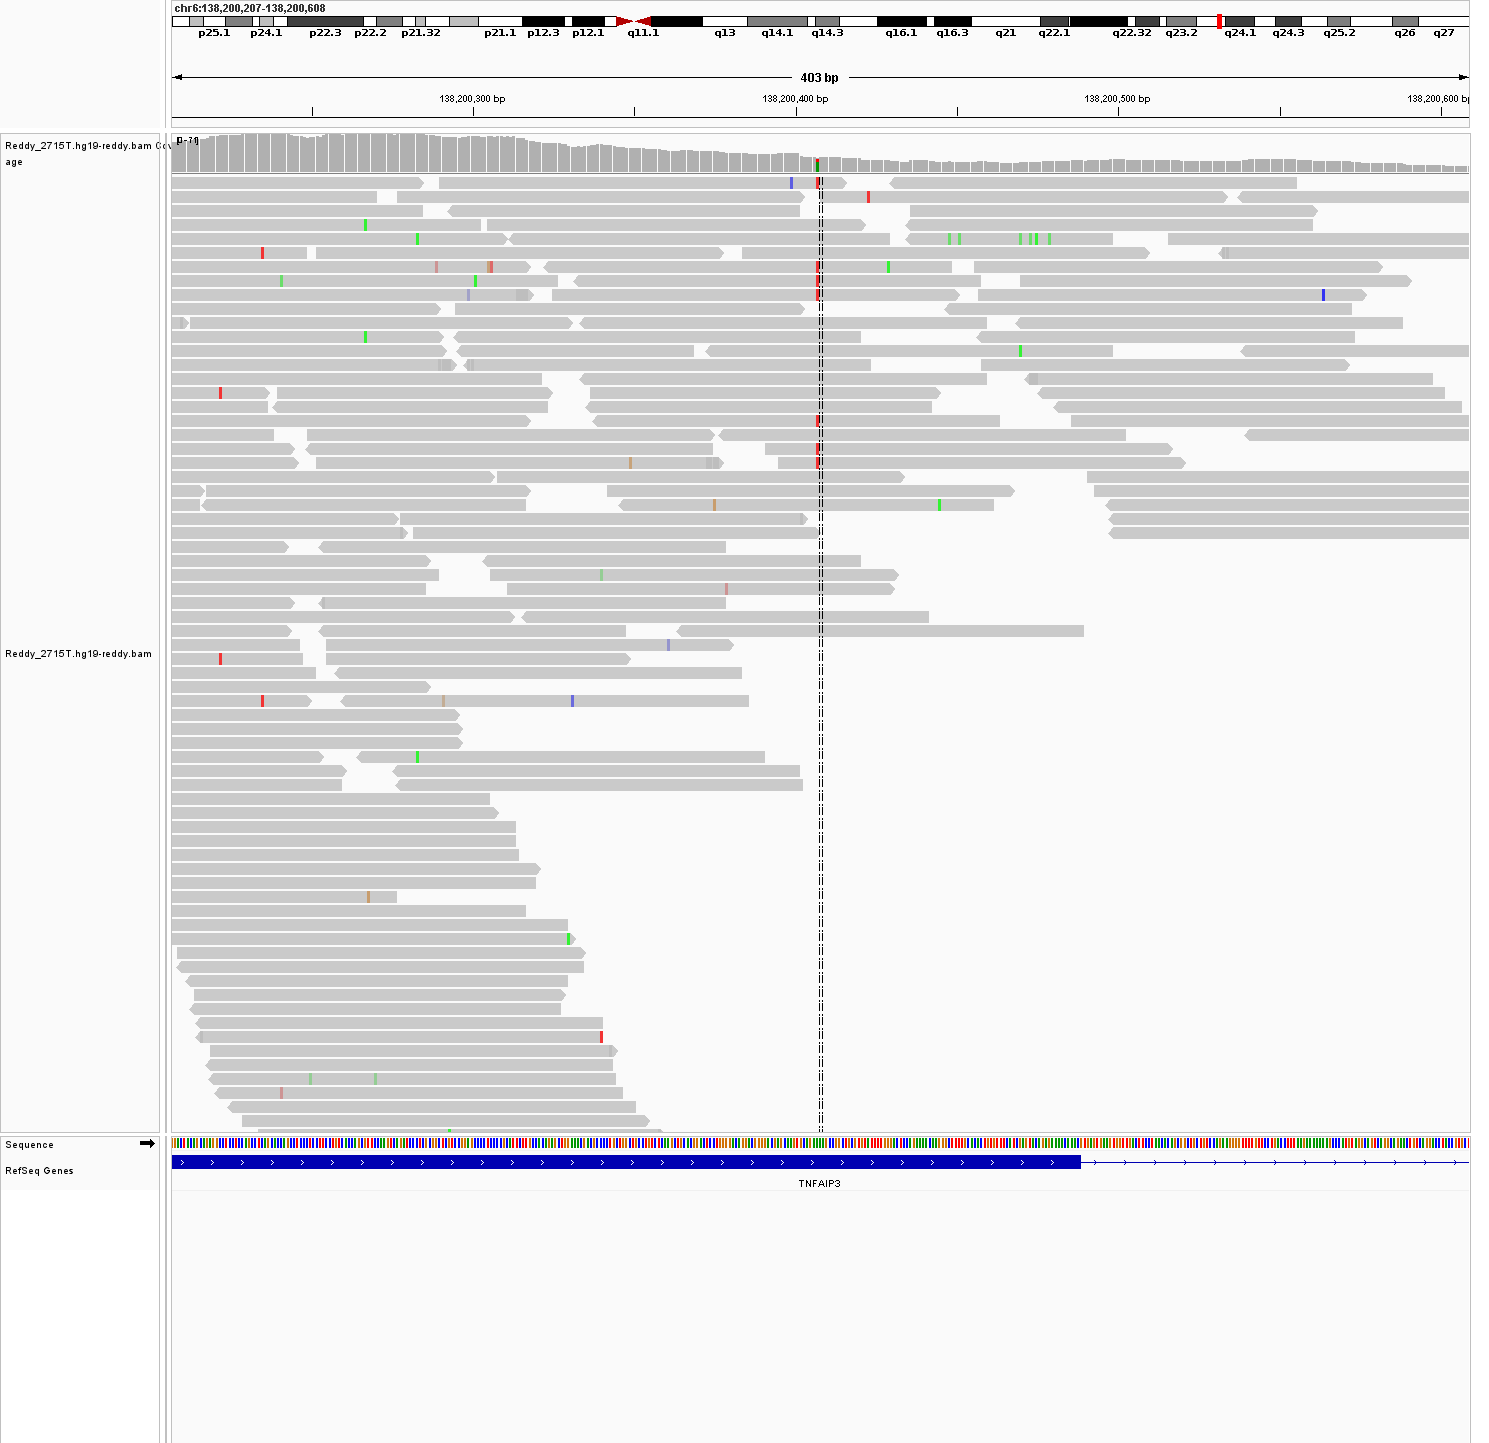 chr6:138,200,207-138,200,608
p25.1 p24.1 p22.3 p22.2 p21.32 p21.1 p12.3 p12.1 q11.1 q13 q14.1 q14.3 q16.1 q16.3 q21 q22.1 q22.32 q23.2 q24.1 q24.3 q25.2 q26 q27
403 bp
138,200,300 bp 138,200,400 bp 138,200,500 bp 138,200,600 bp
Reddy_2715T.hg19-reddy.bam Cov
age
Reddy_2715T.hg19-reddy.bam
Sequence
RefSeq Genes
TNFAIP3